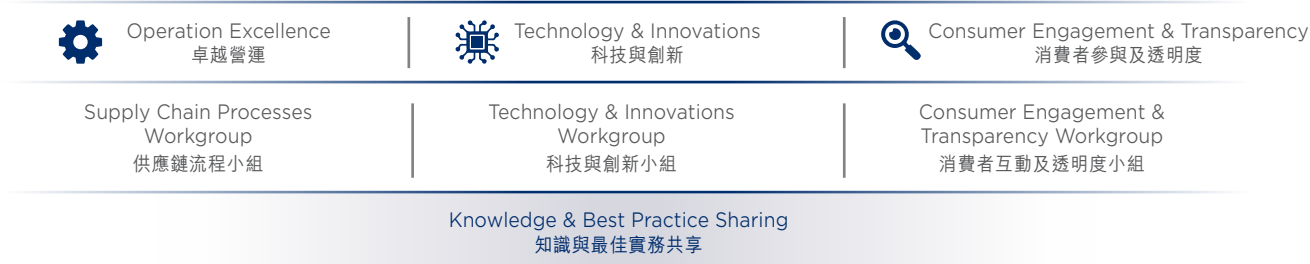 Operation Excellence
卓越營運
Technology & Innovations
科技與創新
Consumer Engagement & Transparency
消費者參與及透明度
Supply Chain Processes
Workgroup
供應鏈流程小組
Technology & Innovations
Workgroup
科技與創新小組
Consumer Engagement &
Transparency Workgroup
消費者互動及透明度小組
Knowledge & Best Practice Sharing
知識與最佳實務共享